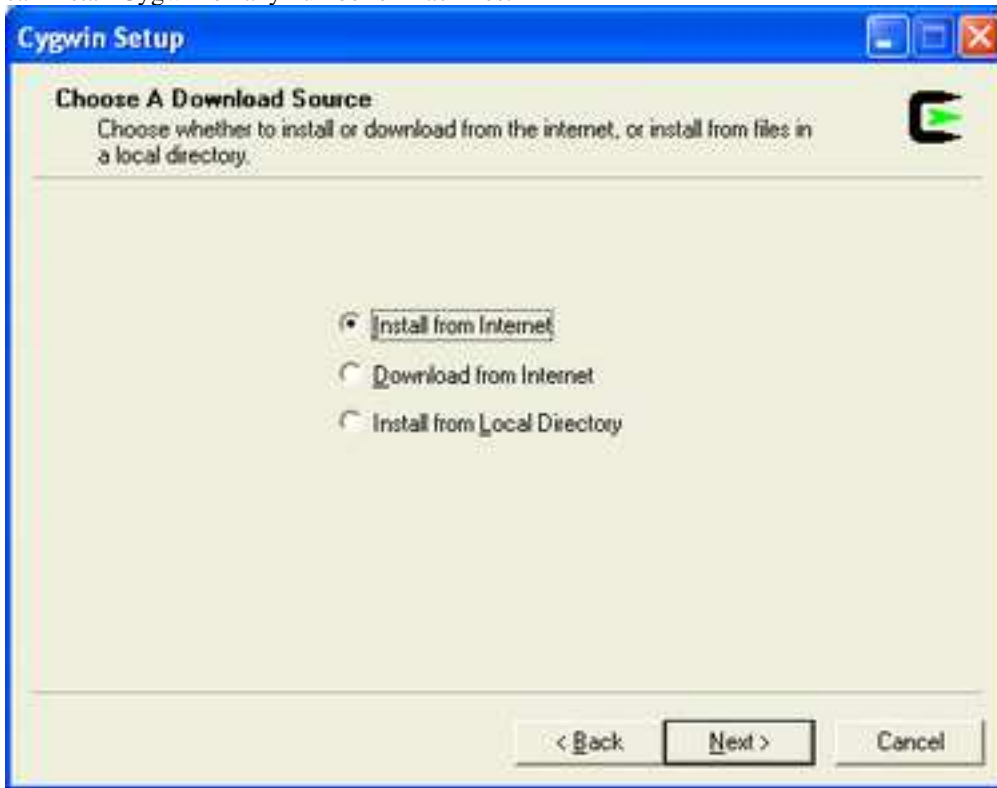 Cygwin Setup
Choose A Download Source
Choose whether to install or download from the internet, or install from files in
a local directory.
Install from Internet
Download from Internet
Install from Local Directory
< Back
Next >
Cancel